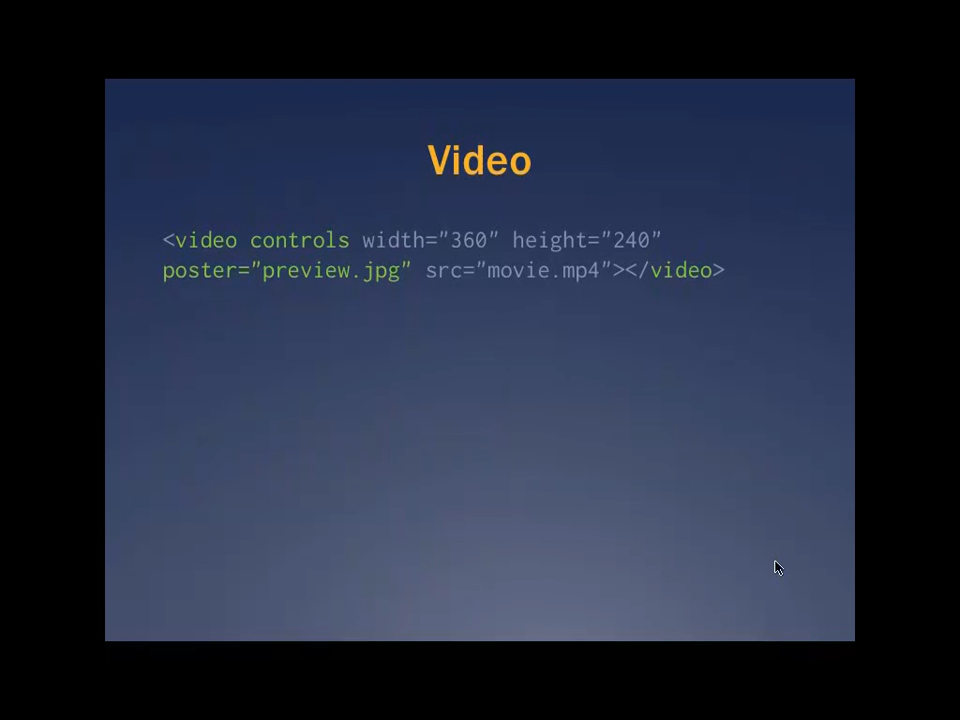 Video
<video controls width="360" height="240"
poster="preview.jpg" src="movie.mp4"></video>